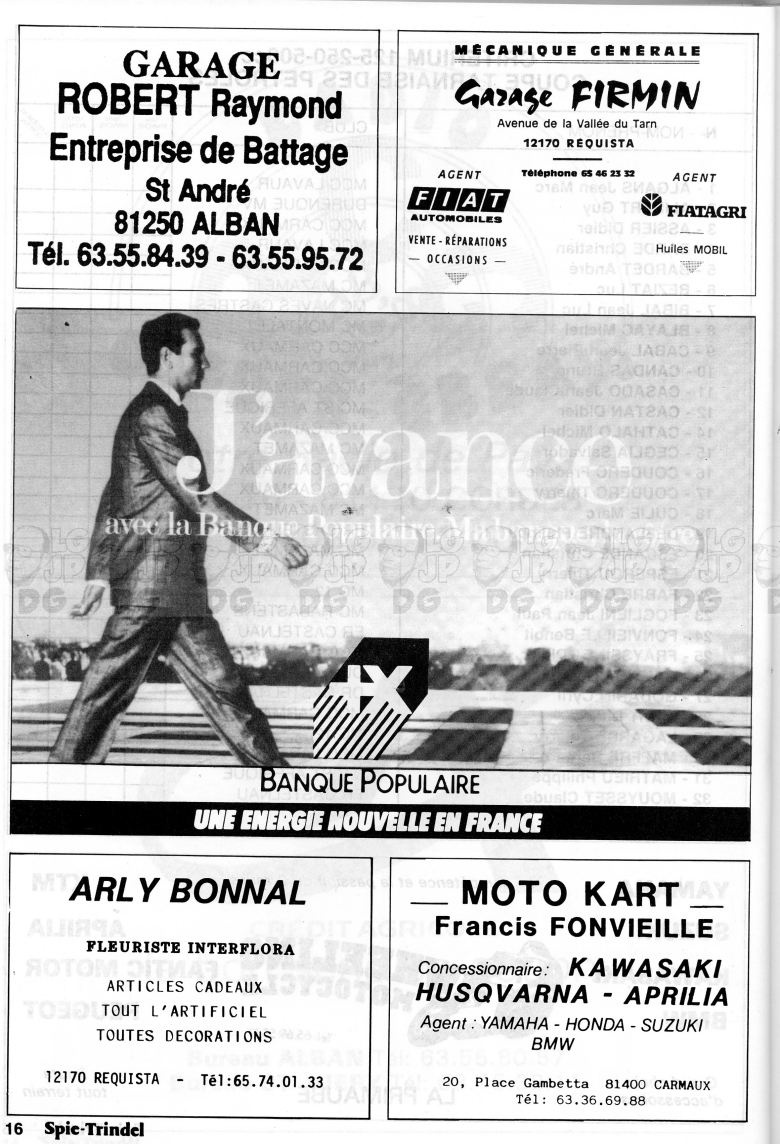 GARAGE
ROBERT Raymond
Entreprise de Battage
St André
81250 ALBAN
Tél. 63.55.84.39 - 63.55.95.72
MÉCANIQUE GÉNÉRALE
Garage FIRMIN
Avenue de la Vallée du Tarn
12170 REQUISTA
Téléphone 65 46 23 32
AGENT
FIAT
AUTOMOBILES
VENTE - RÉPARATIONS
— OCCASIONS —
AGENT
FIATAGRI
Huiles MOBIL
J'avance
avec la Banque Populaire
BANQUE POPULAIRE
UNE ENERGIE NOUVELLE EN FRANCE
ARLY BONNAL
FLEURISTE INTERFLORA
ARTICLES CADEAUX
TOUT L'ARTIFICIEL
TOUTES DECORATIONS
12170 REQUISTA - Tél:65.74.01.33
— MOTO KART —
Francis FONVIEILLE
Concessionnaire: KAWASAKI
HUSQVARNA - APRILIA
Agent : YAMAHA - HONDA - SUZUKI
BMW
20, Place Gambetta 81400 CARMAUX
Tél: 63.36.69.88
16 Spie-Trindel